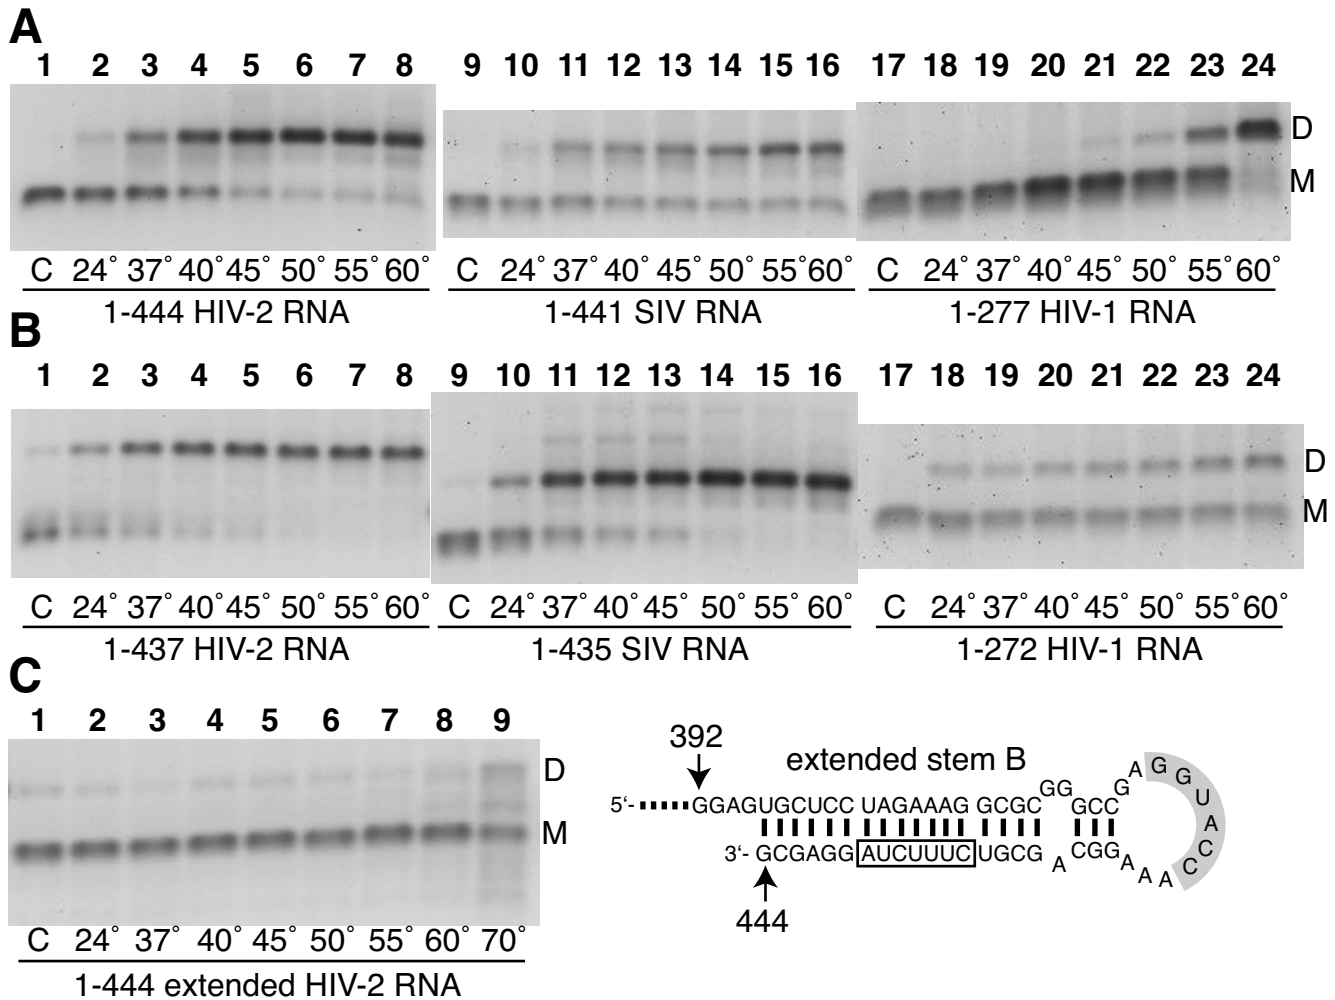 A
1 2 3 4 5 6 7 8 9 10 11 12 13 14 15 16 17 18 19 20 21 22 23 24
D
M
C 24° 37° 40° 45° 50° 55° 60° C 24° 37° 40° 45° 50° 55° 60° C 24° 37° 40° 45° 50° 55° 60°
1-444 HIV-2 RNA 1-441 SIV RNA 1-277 HIV-1 RNA
B
1 2 3 4 5 6 7 8 9 10 11 12 13 14 15 16 17 18 19 20 21 22 23 24
D
M
C 24° 37° 40° 45° 50° 55° 60° C 24° 37° 40° 45° 50° 55° 60° C 24° 37° 40° 45° 50° 55° 60°
1-437 HIV-2 RNA 1-435 SIV RNA 1-272 HIV-1 RNA
C
1 2 3 4 5 6 7 8 9
D
M
C 24° 37° 40° 45° 50° 55° 60° 70°
1-444 extended HIV-2 RNA
392
extended stem B
5‘- GGAGUGCUCC UAGAAAG GCGC GG GCC G A G G U A C C A A A
3‘- GCGAGG AUCUUUC UGCG A CGG
444